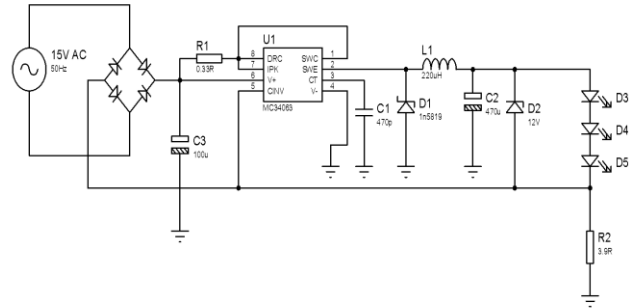 15V AC
50Hz
R1
0.33R
U1
8 DRC SWC 1
7 IPK SWE 2
6 V+ CT 3
5 CINV V- 4
MC34063
L1
220uH
C1
470p
D1
1n5819
C2
470u
D2
12V
D3
D4
D5
C3
100u
R2
3.9R